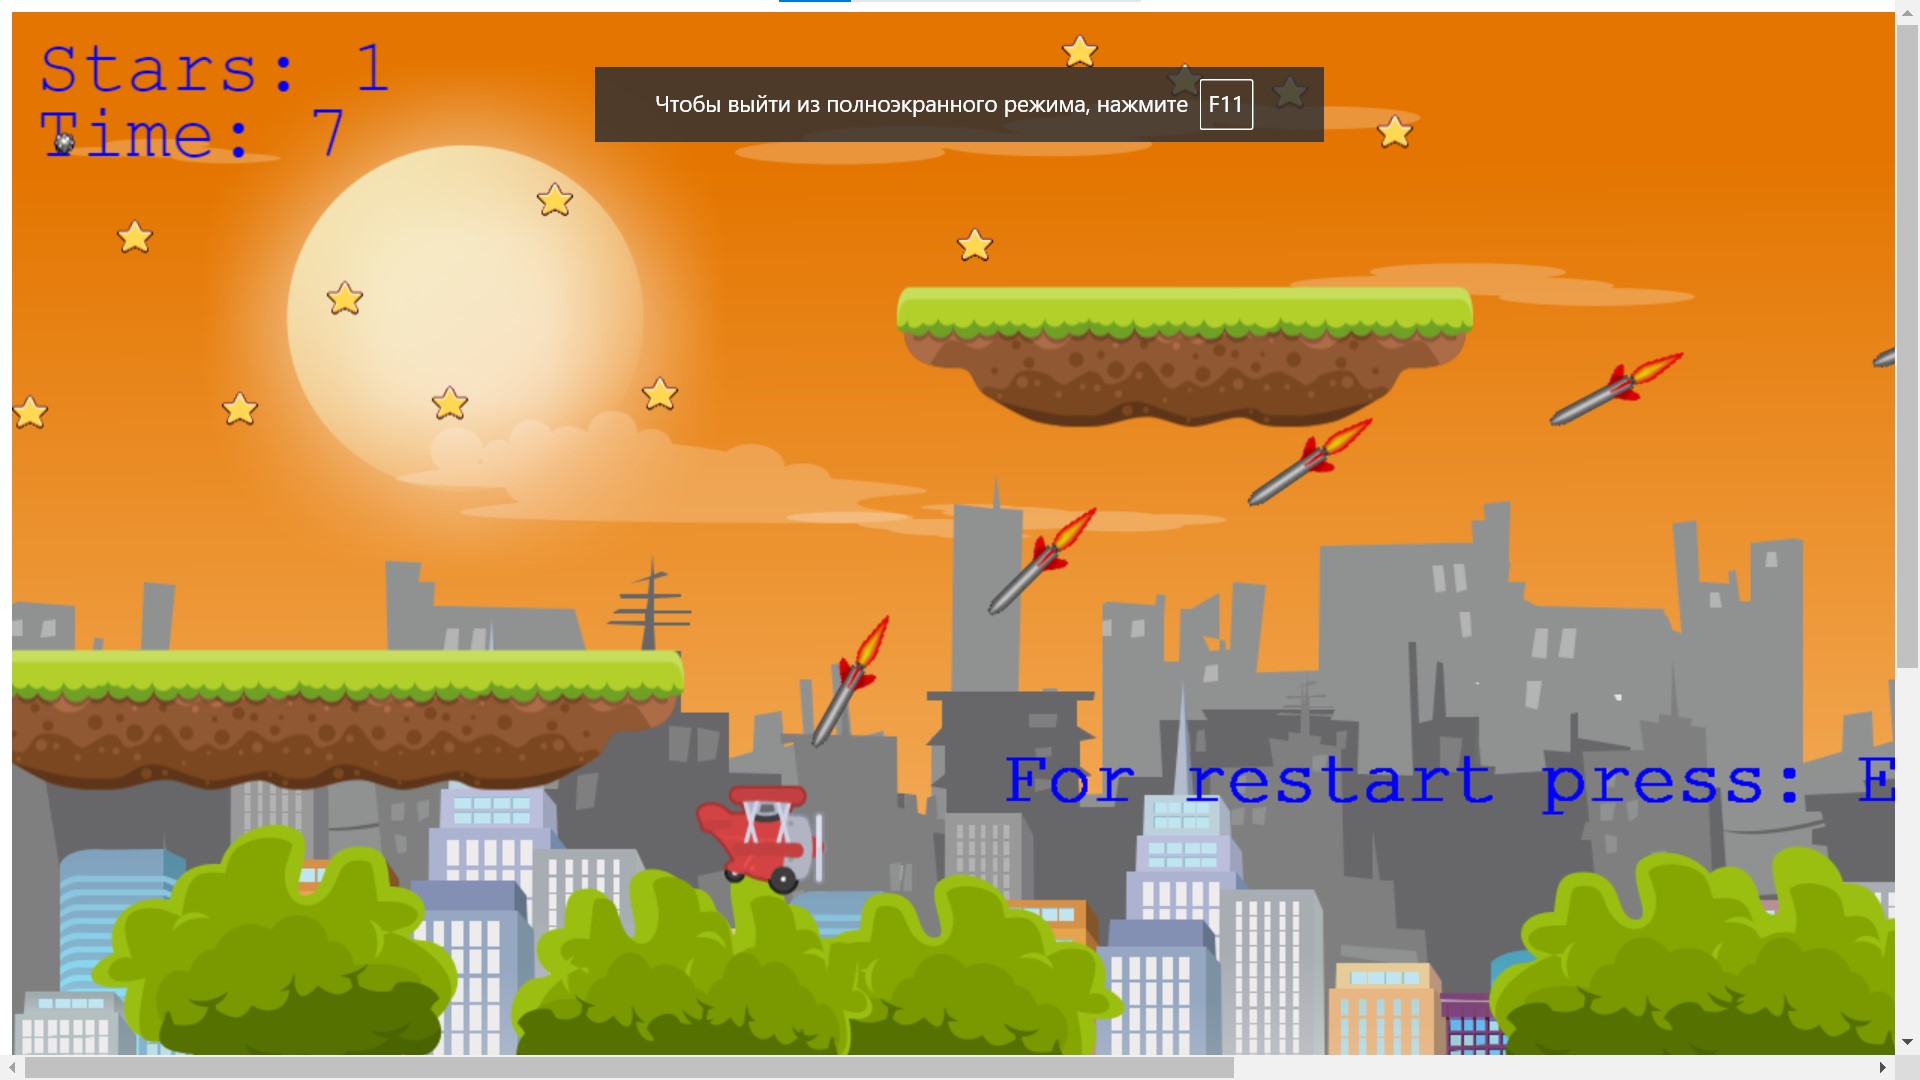 Stars: 1
Time: 7
Чтобы выйти из полноэкранного режима, нажмите F11
For restart press: E